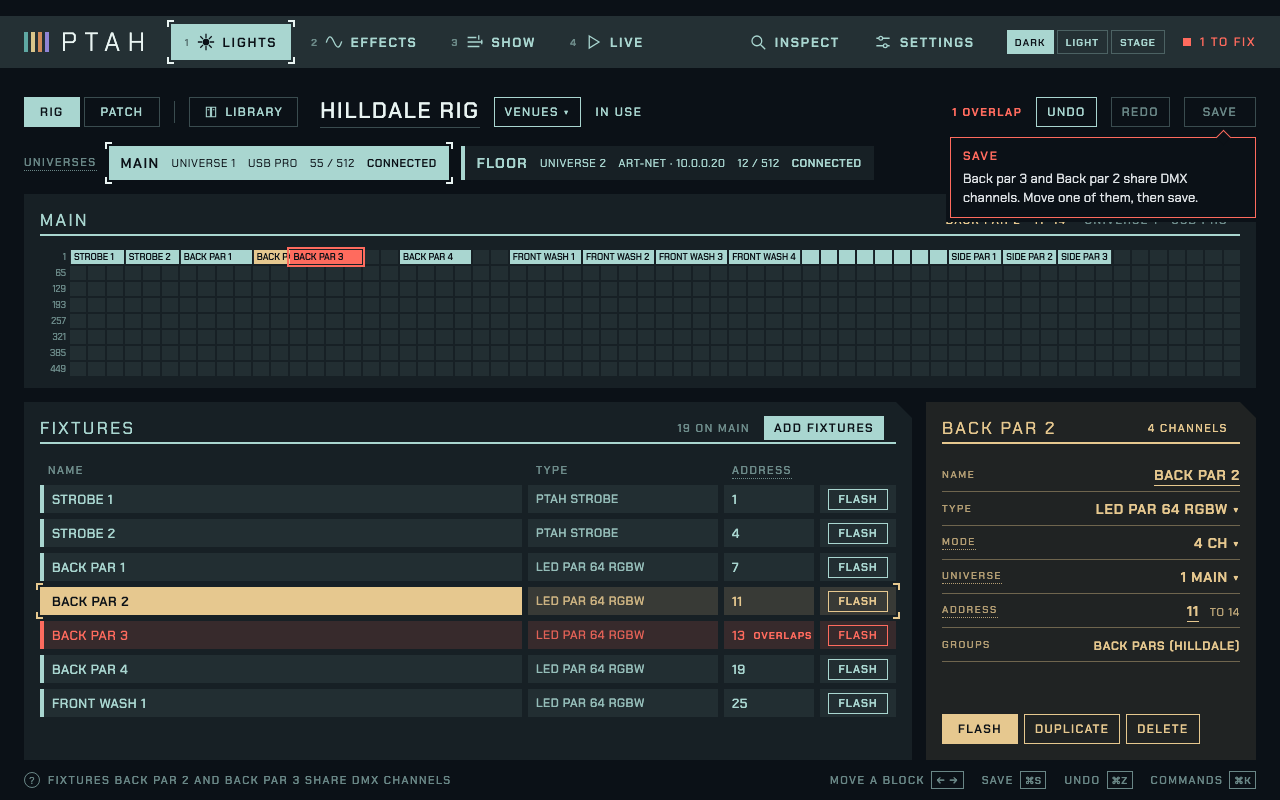 PTAH 1 LIGHTS 2 EFFECTS 3 SHOW 4 LIVE INSPECT SETTINGS DARK LIGHT STAGE 1 TO FIX
RIG PATCH LIBRARY HILLDALE RIG VENUES ▾ IN USE 1 OVERLAP UNDO REDO SAVE
UNIVERSES MAIN UNIVERSE 1 USB PRO 55 / 512 CONNECTED FLOOR UNIVERSE 2 ART-NET · 10.0.0.20 12 / 512 CONNECTED
SAVE
Back par 3 and Back par 2 share DMX
channels. Move one of them, then save.
MAIN
1 STROBE 1 STROBE 2 BACK PAR 1 BACK P BACK PAR 3 BACK PAR 4 FRONT WASH 1 FRONT WASH 2 FRONT WASH 3 FRONT WASH 4 SIDE PAR 1 SIDE PAR 2 SIDE PAR 3
65
129
193
257
321
385
449
FIXTURES 19 ON MAIN ADD FIXTURES
NAME TYPE ADDRESS
STROBE 1 PTAH STROBE 1 FLASH
STROBE 2 PTAH STROBE 4 FLASH
BACK PAR 1 LED PAR 64 RGBW 7 FLASH
BACK PAR 2 LED PAR 64 RGBW 11 FLASH
BACK PAR 3 LED PAR 64 RGBW 13 OVERLAPS FLASH
BACK PAR 4 LED PAR 64 RGBW 19 FLASH
FRONT WASH 1 LED PAR 64 RGBW 25 FLASH
BACK PAR 2 4 CHANNELS
NAME BACK PAR 2
TYPE LED PAR 64 RGBW ▾
MODE 4 CH ▾
UNIVERSE 1 MAIN ▾
ADDRESS 11 TO 14
GROUPS BACK PARS (HILLDALE)
FLASH DUPLICATE DELETE
? FIXTURES BACK PAR 2 AND BACK PAR 3 SHARE DMX CHANNELS MOVE A BLOCK ← → SAVE ⌘S UNDO ⌘Z COMMANDS ⌘K